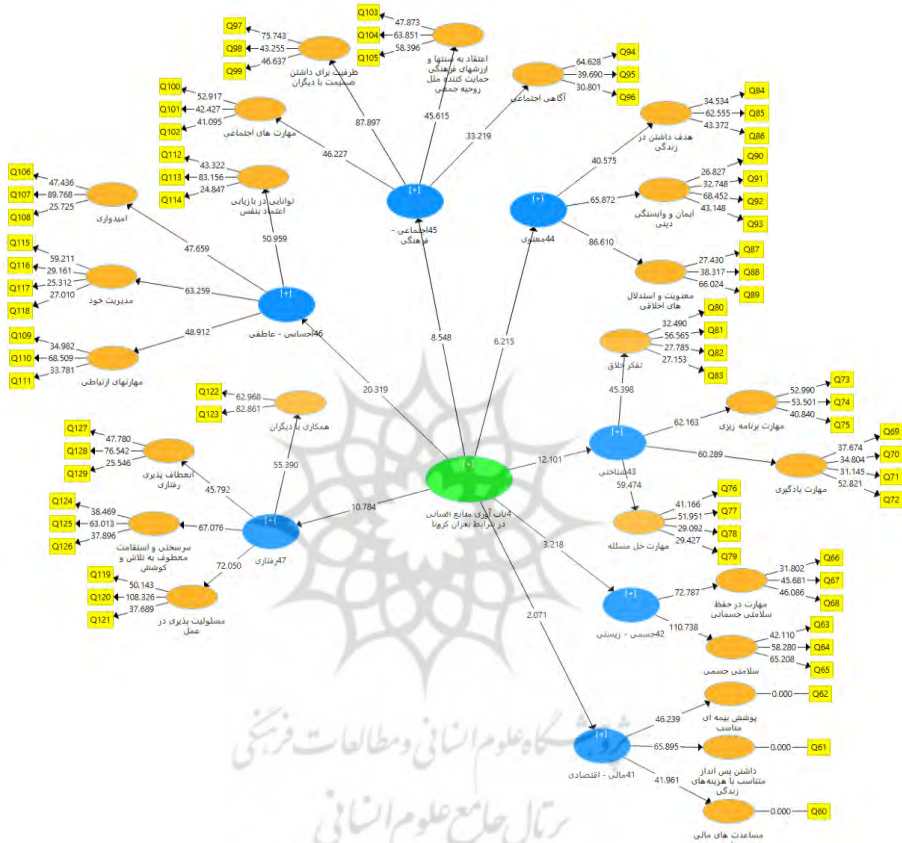 Q97
Q98
Q99
75.743
43.255
46.637
ظرفیت برای داشتن
صمیمت با دیگران
Q103
Q104
Q105
47.873
63.851
58.396
اعتقاد به سنتها و
ارزشهای فرهنگی
حمایت کننده مثل
روحیه جمعی
Q94
Q95
Q96
64.628
39.690
30.801
آگاهی اجتماعی
Q100
Q101
Q102
52.917
42.427
41.095
مهارت های اجتماعی
87.897
45.615
33.219
46.227
Q84
Q85
Q86
34.534
62.555
43.372
هدف داشتن در
زندگی
Q112
Q113
Q114
43.322
83.156
24.847
توانایی در بازیابی
اعتماد بنفس
[+]
45اجتماعی -
فرهنگی
[+]
44معنوی
40.575
65.872
86.610
Q90
Q91
Q92
Q93
26.827
32.748
68.452
43.148
ایمان و وابستگی
دینی
Q106
Q107
Q108
47.436
89.768
25.725
امیدواری
Q87
Q88
Q89
27.430
38.317
66.024
معنویت و استدلال
های اخلاقی
Q115
Q116
Q117
Q118
59.211
29.161
25.312
27.010
مدیریت خود
47.659
50.959
63.259
48.912
[+]
46احساسی - عاطفی
Q109
Q110
Q111
34.982
68.509
33.781
مهارتهای ارتباطی
8.548
6.215
20.319
Q80
Q81
Q82
Q83
32.490
56.565
27.785
27.153
تفکر خلاق
Q122
Q123
62.968
82.861
همکاری با دیگران
Q73
Q74
Q75
52.990
53.501
40.840
مهارت برنامه ریزی
45.398
62.163
60.289
59.474
[+]
43شناختی
12.101
Q69
Q70
Q71
Q72
37.674
34.804
31.145
52.821
مهارت یادگیری
Q127
Q128
Q129
47.780
76.542
25.546
انعطاف پذیری
رفتاری
[+]
4تاب آوری منابع انسانی
در شرایط بحران کرونا
Q76
Q77
Q78
Q79
41.166
51.951
29.092
29.427
مهارت حل مسئله
Q124
Q125
Q126
38.469
63.013
37.896
سرسختی و استقامت
معطوف به تلاش و
کوشش
55.390
45.792
67.076
72.050
[+]
47رفتاری
10.784
3.218
2.071
Q119
Q120
Q121
50.143
108.326
37.689
مسئولیت پذیری در
عمل
Q66
Q67
Q68
31.802
45.681
46.086
مهارت در حفظ
سلامتی جسمانی
72.787
110.738
[+]
42جسمی - زیستی
Q63
Q64
Q65
42.110
58.280
65.208
سلامتی جسمی
Q62
0.000
پوشش بیمه ای
مناسب
46.239
65.895
41.961
[+]
41مالی - اقتصادی
Q61
0.000
داشتن پس انداز
متناسب با هزینه‌های
زندگی
Q60
0.000
مساعدت های مالی
پژوهشگاه علوم انسانی و مطالعات فرهنگی
پرتال جامع علوم انسانی